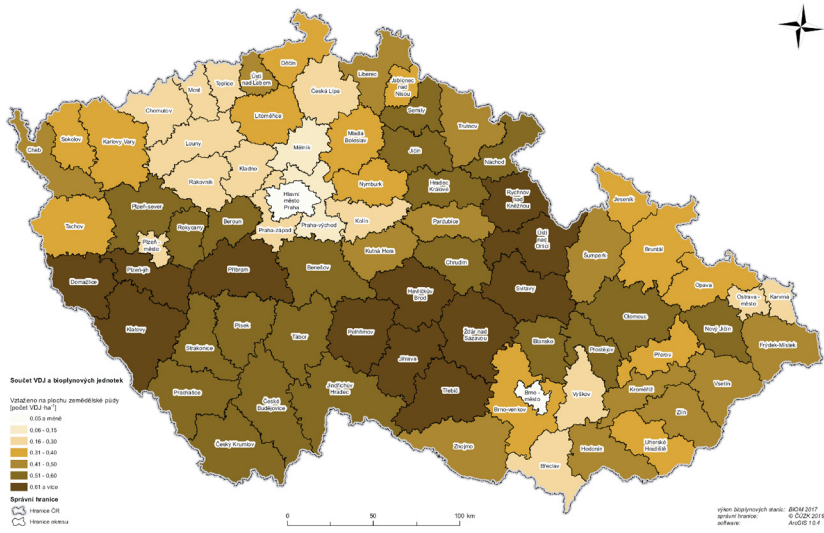 Děčín
Liberec
Jablonec
nad
Nisou
Ústí
nad Labem
Teplice
Most
Česká Lípa
Chomutov
Litoměřice
Semily
Trutnov
Mladá
Boleslav
Mělník
Louny
Jičín
Náchod
Sokolov
Karlovy Vary
Cheb
Kladno
Rakovník
Nymburk
Hradec
Králové
Rychnov
nad
Kněžnou
Hlavní
město
Praha
Jeseník
Plzeň-sever
Beroun
Rokycany
Praha-západ
Praha-východ
Kolín
Pardubice
Ústí
nad
Orlicí
Tachov
Plzeň-
město
Kutná Hora
Chrudim
Šumperk
Bruntál
Domažlice
Plzeň-jih
Příbram
Benešov
Havlíčkův
Brod
Svitavy
Opava
Ostrava -
město
Karviná
Klatovy
Písek
Tábor
Pelhřimov
Žďár nad
Sázavou
Olomouc
Nový Jičín
Frýdek-Místek
Strakonice
Jihlava
Blansko
Prostějov
Přerov
Prachatice
České
Budějovice
Jindřichův
Hradec
Třebíč
Brno-venkov
Brno -
město
Vyškov
Kroměříž
Vsetín
Zlín
Český Krumlov
Znojmo
Břeclav
Hodonín
Uherské
Hradiště
Součet VDJ a bioplynových jednotek
Vztaženo na plochu zemědělské půdy
[počet VDJ·ha⁻¹]
0.05 a méně
0.06 - 0.15
0.16 - 0.30
0.31 - 0.40
0.41 - 0.50
0.51 - 0.60
0.61 a více
Správní hranice
Hranice ČR
Hranice okresu
0 50 100 km
výkon bioplynových stanic: BIOM 2017
správní hranice: © ČÚZK 2016
software: ArcGIS 10.4